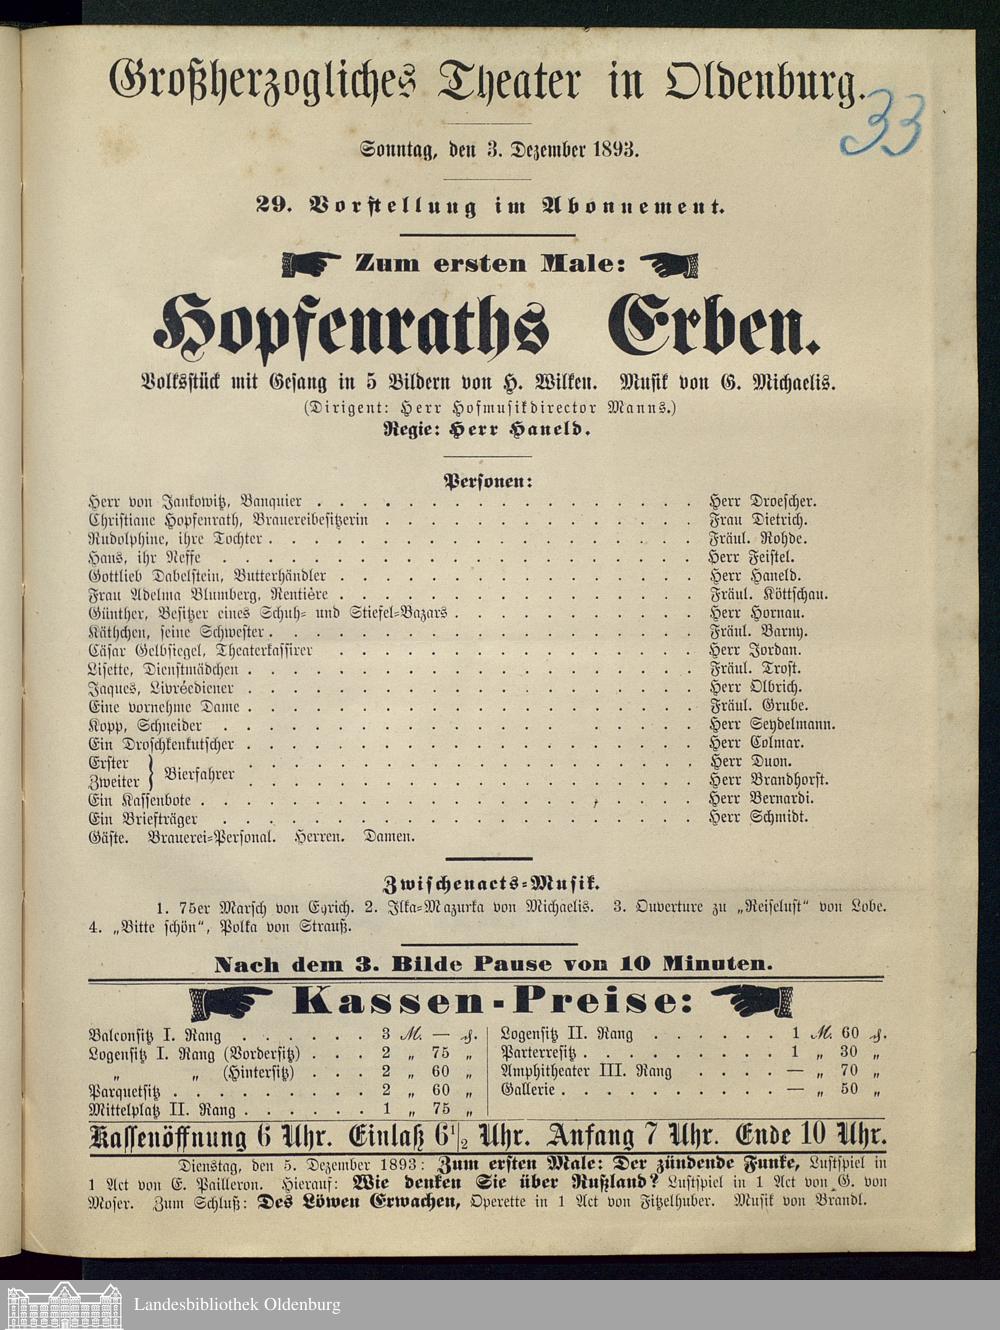 Großherzogliches Theater in Oldenburg.
33
Sonntag, den 3. Dezember 1893.
29. Vorstellung im Abonnement.
Zum ersten Male:
Hopfenraths Erben.
Volksstück mit Gesang in 5 Bildern von H. Wilken. Musik von G. Michaelis.
(Dirigent: Herr Hofmusikdirector Manns.)
Regie: Herr Haneld.
Personen:
Herr von Jankowitz, Banquier . . . . . . . . . . . . . . . . . Herr Droescher.
Christiane Hopfenrath, Brauereibesitzerin . . . . . . . . . . . . . . Frau Dietrich.
Rudolphine, ihre Tochter . . . . . . . . . . . . . . . . . . . Fräul. Rohde.
Hans, ihr Neffe . . . . . . . . . . . . . . . . . . . . . Herr Feistel.
Gottlieb Dabelstein, Butterhändler . . . . . . . . . . . . . . . . Herr Haneld.
Frau Adelma Blumberg, Rentière . . . . . . . . . . . . . . . . Fräul. Köttschau.
Günther, Besitzer eines Schuh- und Stiefel-Bazars . . . . . . . . . . . Herr Hornau.
Käthchen, seine Schwester . . . . . . . . . . . . . . . . . . . Fräul. Barny.
Cäsar Gelbsiegel, Theaterkassirer . . . . . . . . . . . . . . . . Herr Jordan.
Lisette, Dienstmädchen . . . . . . . . . . . . . . . . . . . . Fräul. Trost.
Jaques, Livréediener . . . . . . . . . . . . . . . . . . . . Herr Olbrich.
Eine vornehme Dame . . . . . . . . . . . . . . . . . . . . Fräul. Grube.
Kopp, Schneider . . . . . . . . . . . . . . . . . . . . . Herr Seydelmann.
Ein Droschkenkutscher . . . . . . . . . . . . . . . . . . . . Herr Colmar.
Erster } Bierfahrer . . . . . . . . . . . . . . . . . . . . Herr Duon.
Zweiter . . . . . . . . . . . . . . . . . . . . Herr Brandhorst.
Ein Kassenbote . . . . . . . . . . . . . . . . . . . . . . Herr Bernardi.
Ein Briefträger . . . . . . . . . . . . . . . . . . . . . Herr Schmidt.
Gäste. Brauerei-Personal. Herren. Damen.
Zwischenacts-Musik.
1. 75er Marsch von Eyrich. 2. Ilka-Mazurka von Michaelis. 3. Ouverture zu „Reiselust“ von Lobe.
4. „Bitte schön“, Polka von Strauß.
Nach dem 3. Bilde Pause von 10 Minuten.
Kassen-Preise:
Balconsitz I. Rang . . . . . . 3 M. — ₰.
Logensitz I. Rang (Vordersitz) . . . 2 „ 75 „
„ „ (Hintersitz) . . . 2 „ 60 „
Parquetsitz . . . . . . . . . 2 „ 60 „
Mittelplatz II. Rang . . . . . . 1 „ 75 „
Logensitz II. Rang . . . . . . 1 M. 60 ₰.
Parterresitz . . . . . . . . . 1 „ 30 „
Amphitheater III. Rang . . . . — „ 70 „
Gallerie . . . . . . . . . . — „ 50 „
Kassenöffnung 6 Uhr. Einlaß 6 1/2 Uhr. Anfang 7 Uhr. Ende 10 Uhr.
Dienstag, den 5. Dezember 1893: Zum ersten Male: Der zündende Funke, Lustspiel in
1 Act von E. Pailleron. Hierauf: Wie denken Sie über Rußland? Lustspiel in 1 Act von G. von
Moser. Zum Schluß: Des Löwen Erwachen, Operette in 1 Act von Fitzelhuber. Musik von Brandl.
Landesbibliothek Oldenburg